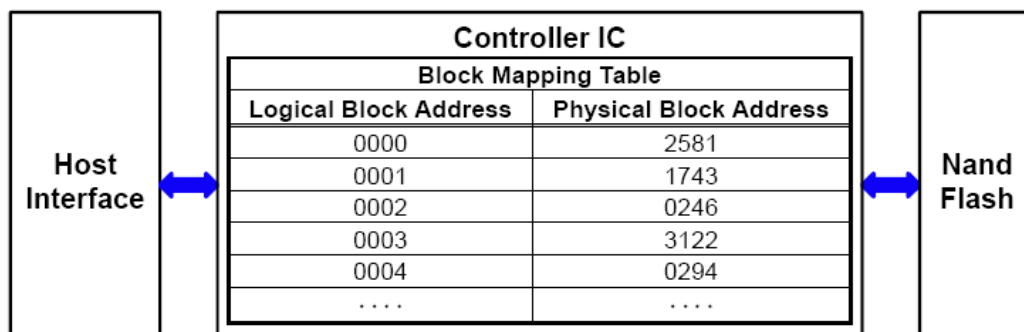 Controller IC
Block Mapping Table
Logical Block Address Physical Block Address
0000 2581
0001 1743
0002 0246
0003 3122
0004 0294
.... ....
Host
Interface
Nand
Flash